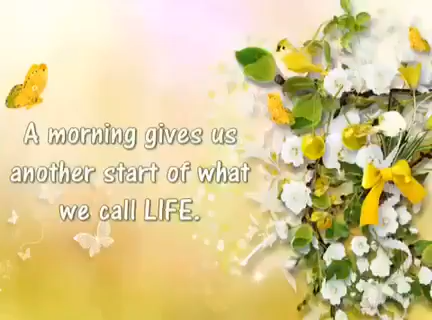 A morning gives us
another start of what
we call LIFE.